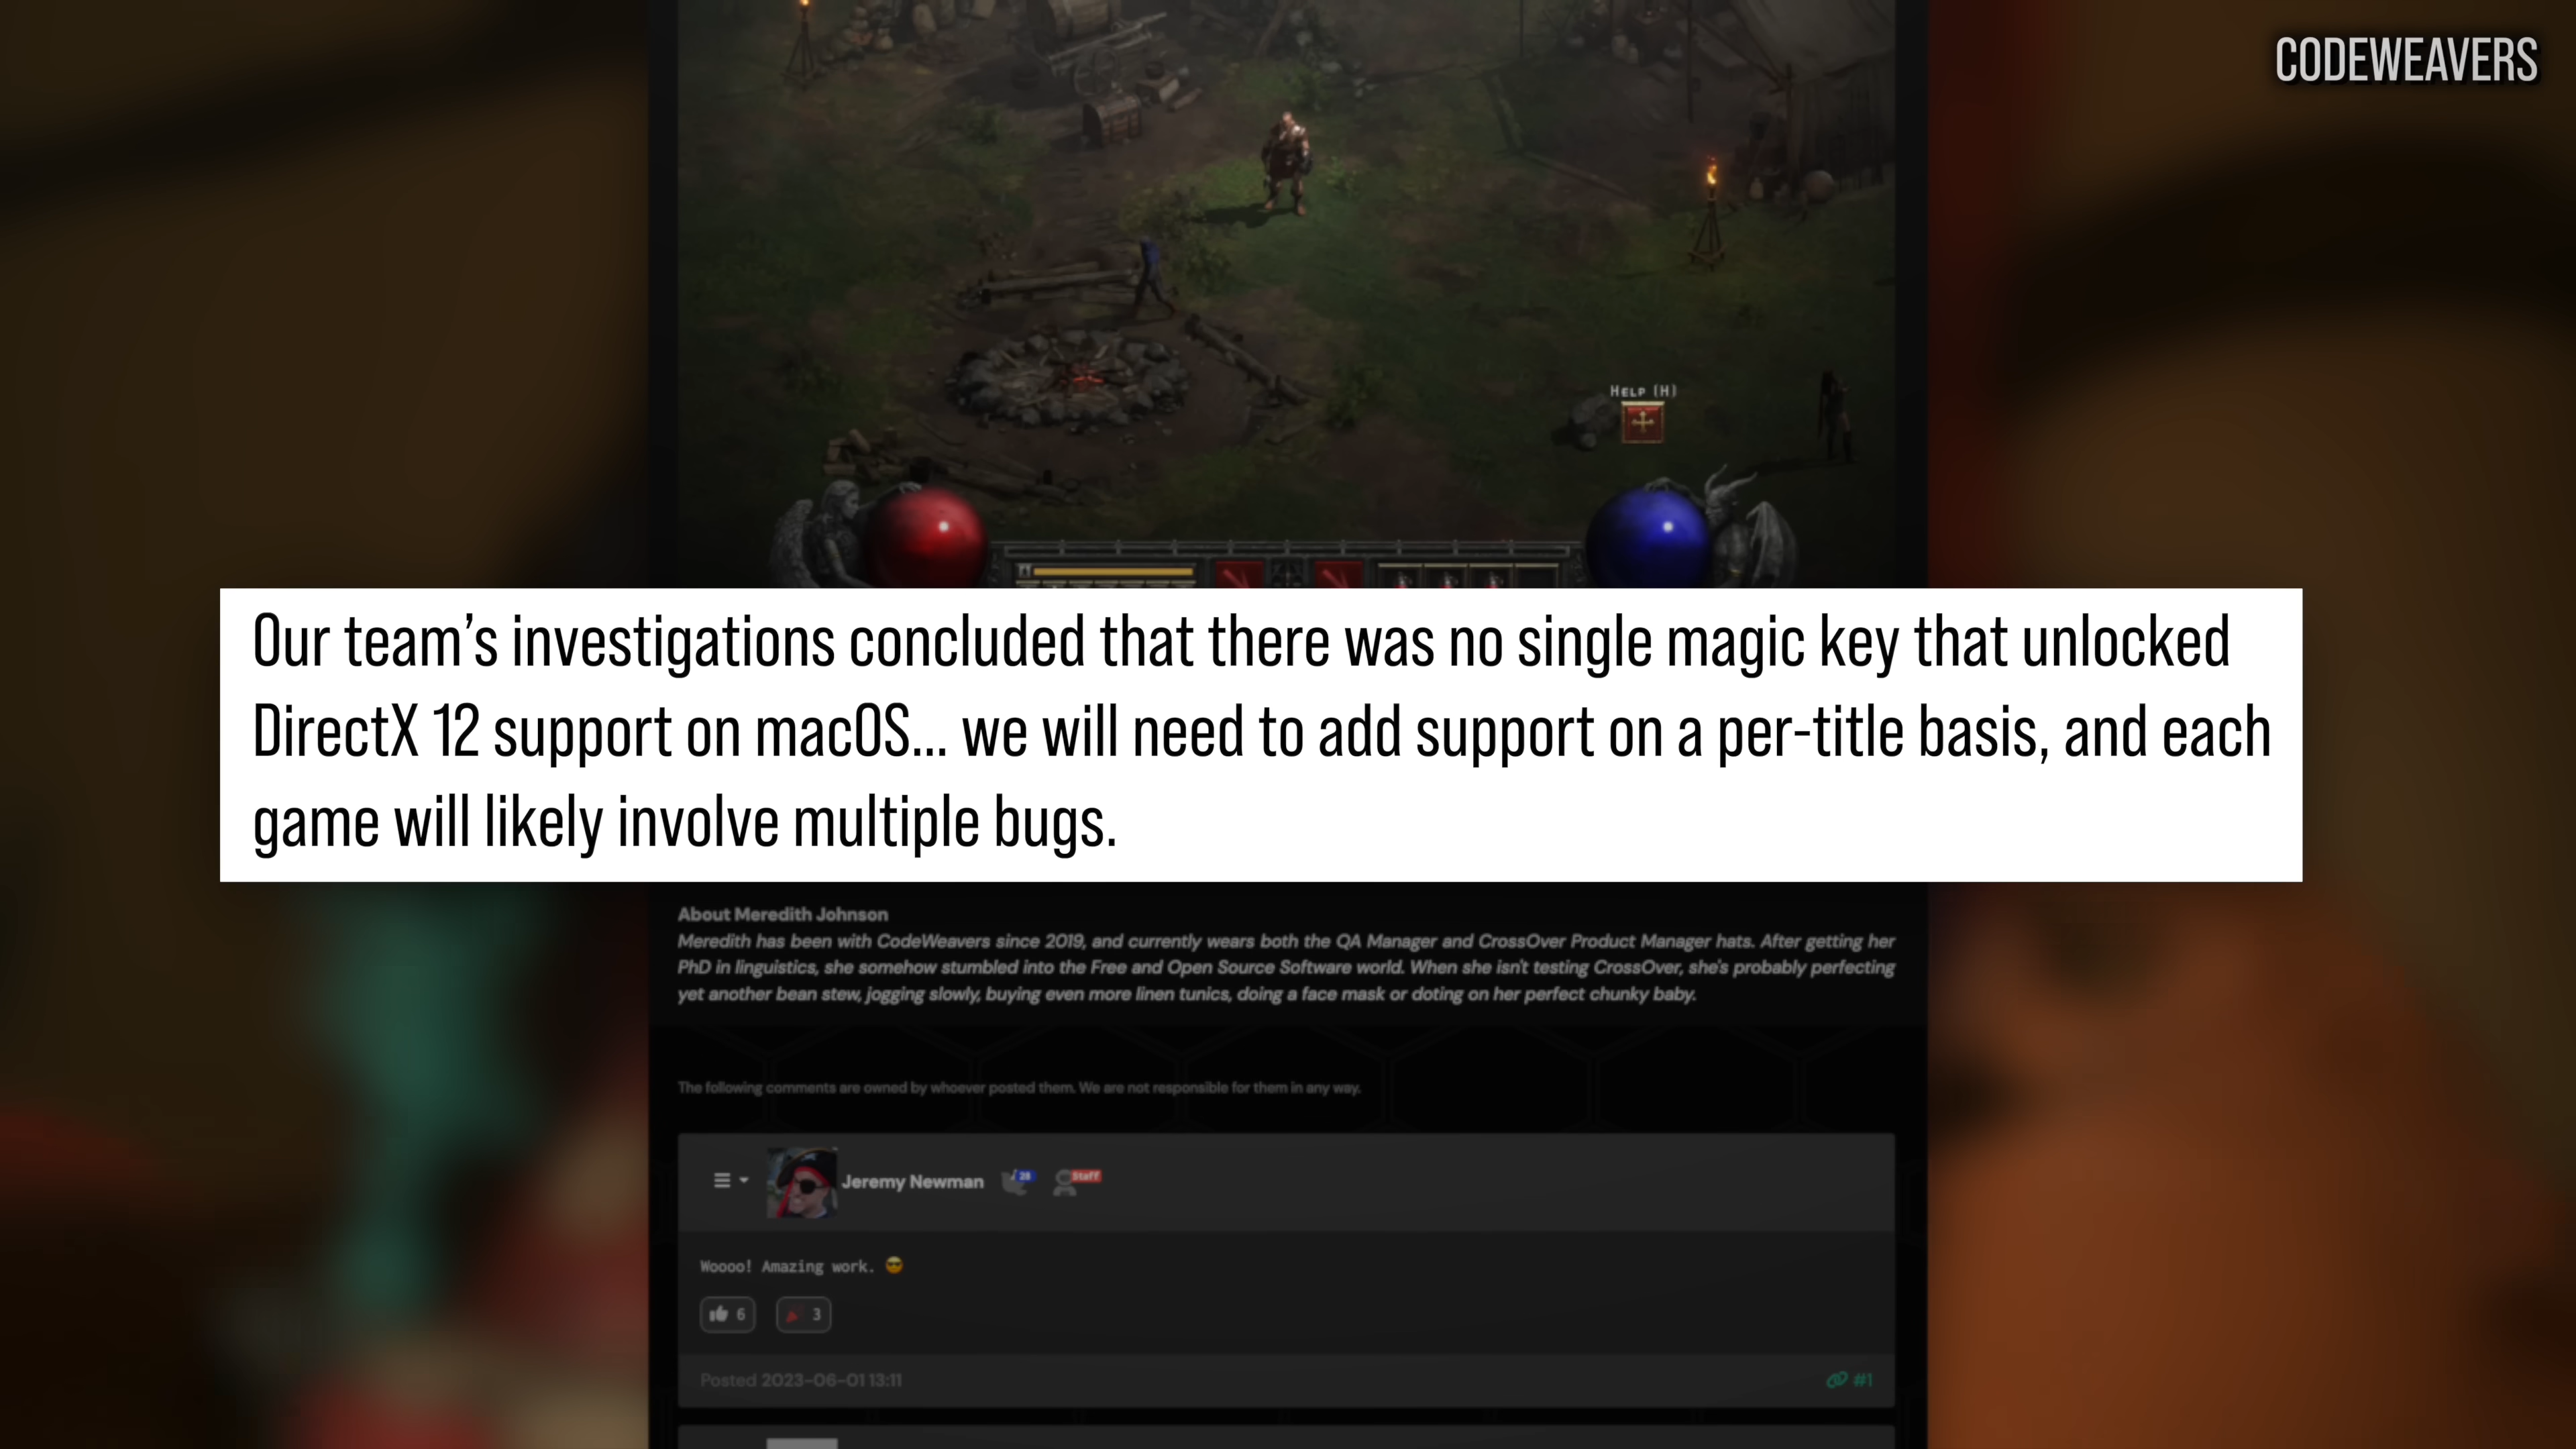 CODEWEAVERS
HELP (H)
Our team’s investigations concluded that there was no single magic key that unlocked
DirectX 12 support on macOS... we will need to add support on a per-title basis, and each
game will likely involve multiple bugs.
About Meredith Johnson
Meredith has been with CodeWeavers since 2019, and currently wears both the QA Manager and CrossOver Product Manager hats. After getting her
PhD in linguistics, she somehow stumbled into the Free and Open Source Software world. When she isn't testing CrossOver, she's probably perfecting
yet another bean stew, jogging slowly, buying even more linen tunics, doing a face mask or doting on her perfect chunky baby.
The following comments are owned by whoever posted them. We are not responsible for them in any way.
Jeremy Newman 28 Staff
Woooo! Amazing work. 😎
6 3
Posted 2023-06-01 13:11 #1